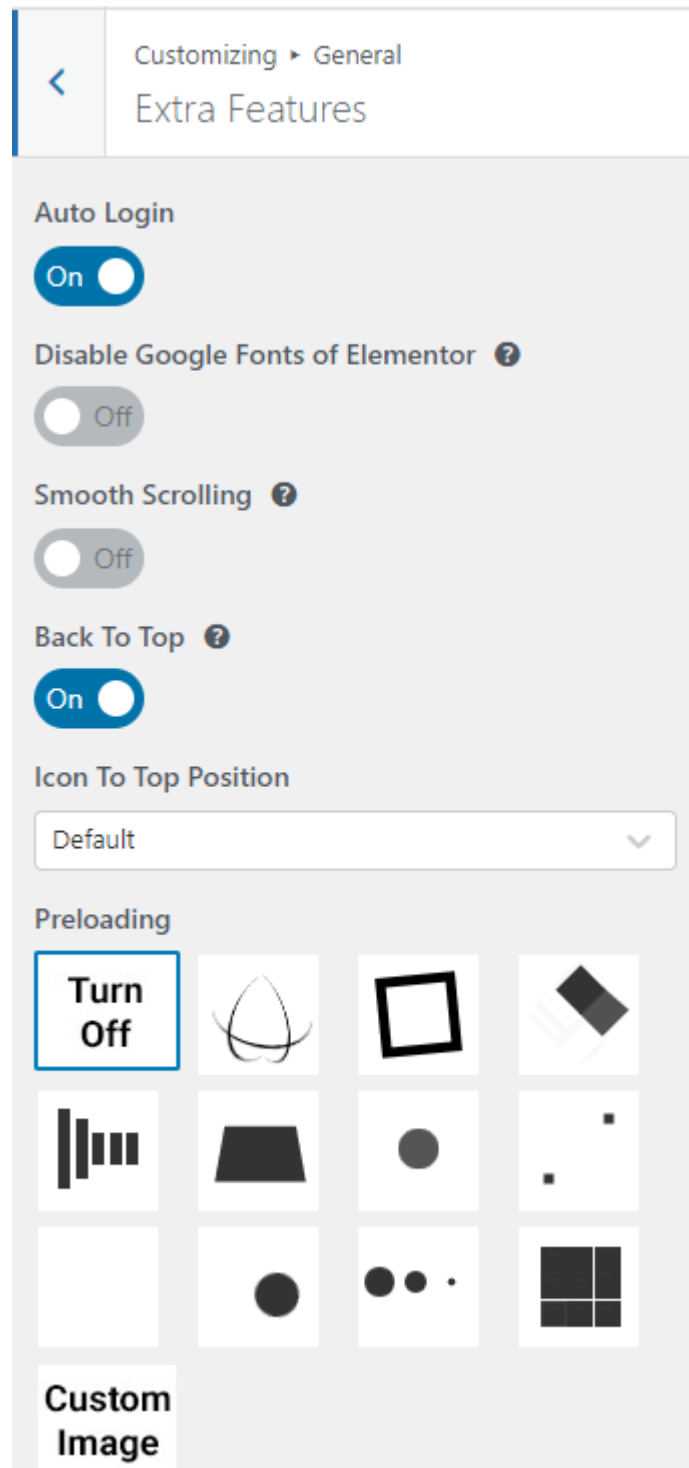 Customizing ▸ General
Extra Features
Auto Login
On
Disable Google Fonts of Elementor ?
Off
Smooth Scrolling ?
Off
Back To Top ?
On
Icon To Top Position
Default
Preloading
Turn
Off
Custom
Image